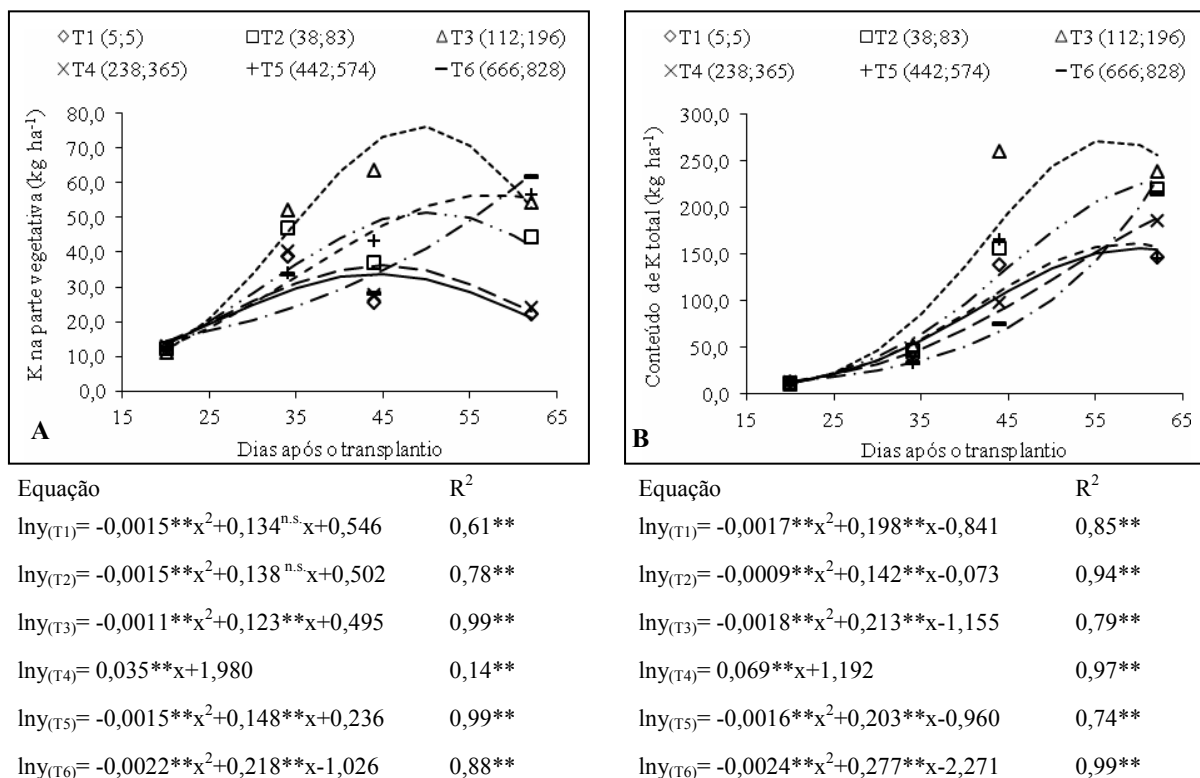 ◇T1 (5;5) □T2 (38;83) △T3 (112;196)
×T4 (238;365) +T5 (442;574) −T6 (666;828)
K na parte vegetativa (kg ha⁻¹)
80,0
70,0
60,0
50,0
40,0
30,0
20,0
10,0
0,0
15 25 35 45 55 65
A
Dias após o transplantio
◇T1 (5;5) □T2 (38;83) △T3 (112;196)
×T4 (238;365) +T5 (442;574) −T6 (666;828)
Conteúdo de K total (kg ha⁻¹)
300,0
250,0
200,0
150,0
100,0
50,0
0,0
15 25 35 45 55 65
B
Dias após o transplantio
Equação R²
lny(T1)= -0,0015**x²+0,134ⁿ·ˢ·x+0,546 0,61**
lny(T2)= -0,0015**x²+0,138 ⁿ·ˢ·x+0,502 0,78**
lny(T3)= -0,0011**x²+0,123**x+0,495 0,99**
lny(T4)= 0,035**x+1,980 0,14**
lny(T5)= -0,0015**x²+0,148**x+0,236 0,99**
lny(T6)= -0,0022**x²+0,218**x-1,026 0,88**
Equação R²
lny(T1)= -0,0017**x²+0,198**x-0,841 0,85**
lny(T2)= -0,0009**x²+0,142**x-0,073 0,94**
lny(T3)= -0,0018**x²+0,213**x-1,155 0,79**
lny(T4)= 0,069**x+1,192 0,97**
lny(T5)= -0,0016**x²+0,203**x-0,960 0,74**
lny(T6)= -0,0024**x²+0,277**x-2,271 0,99**